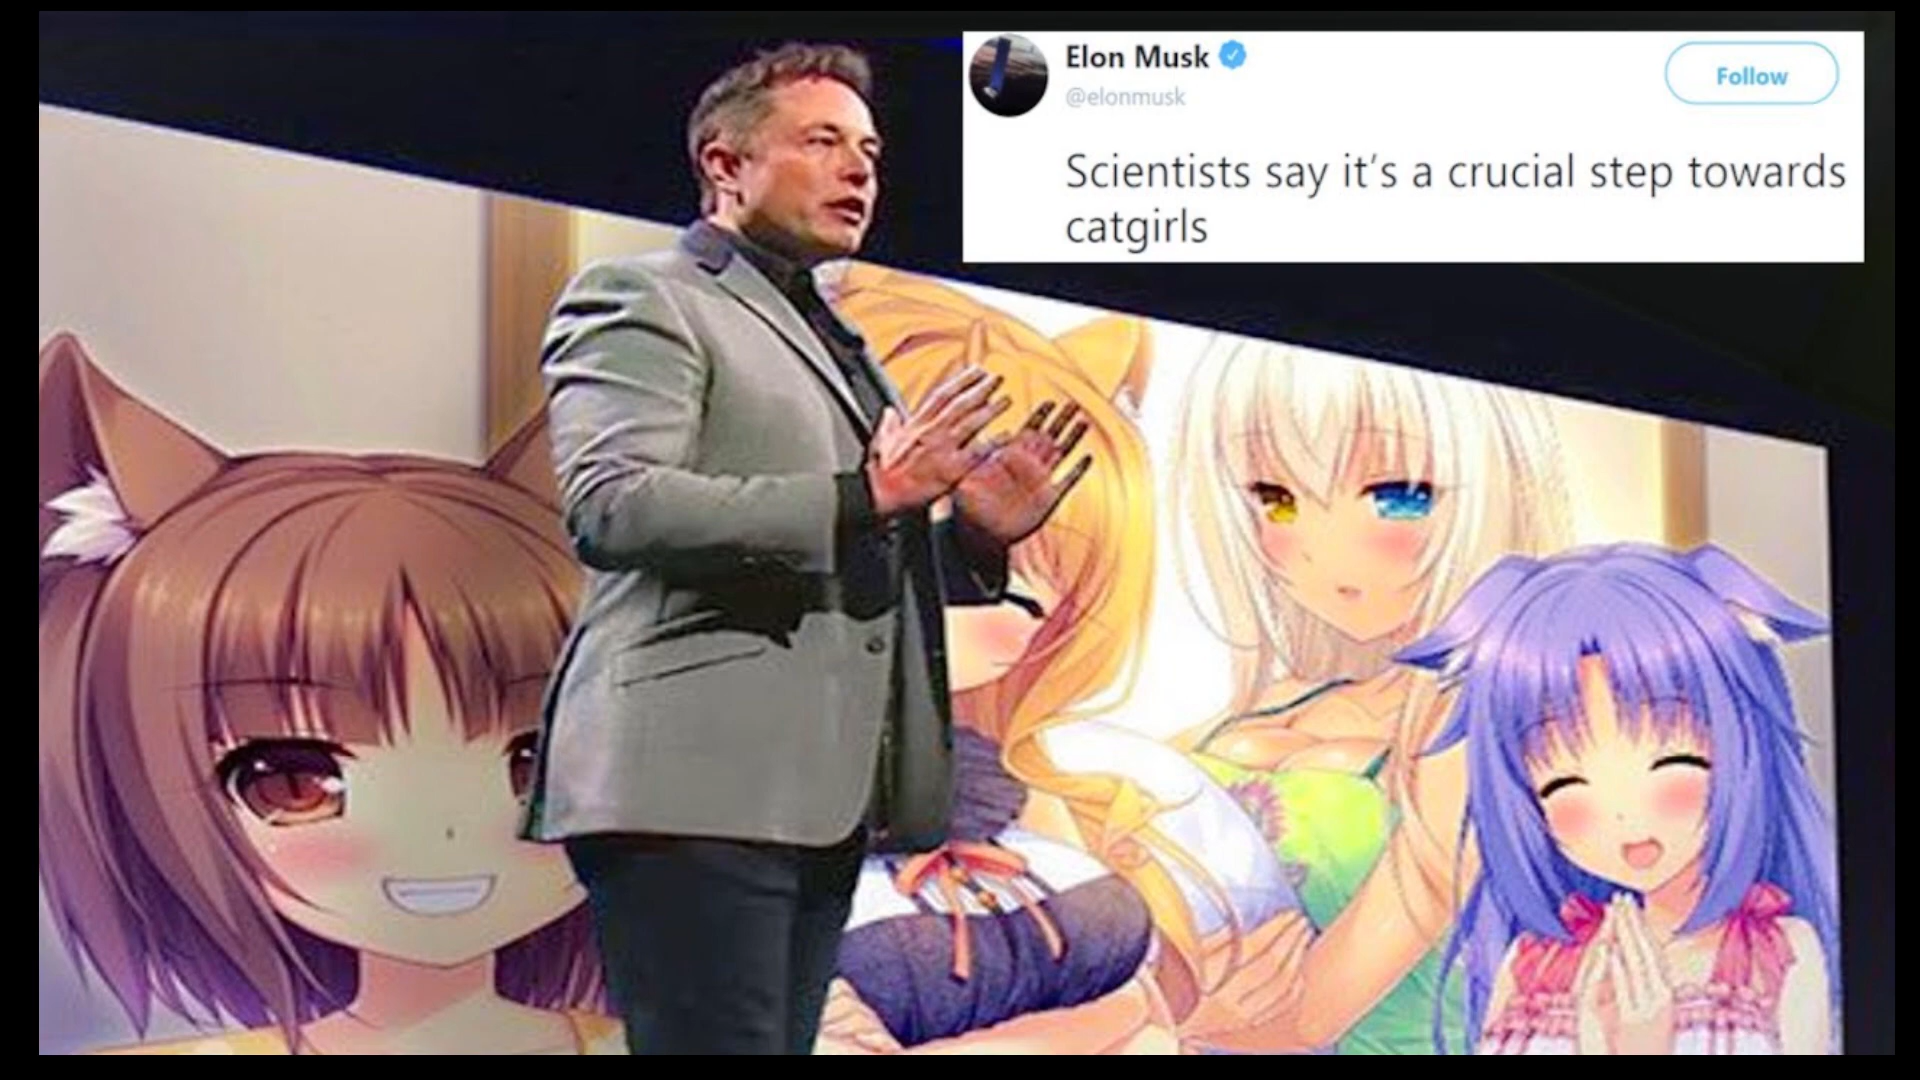 Elon Musk
@elonmusk
Follow
Scientists say it's a crucial step towards
catgirls